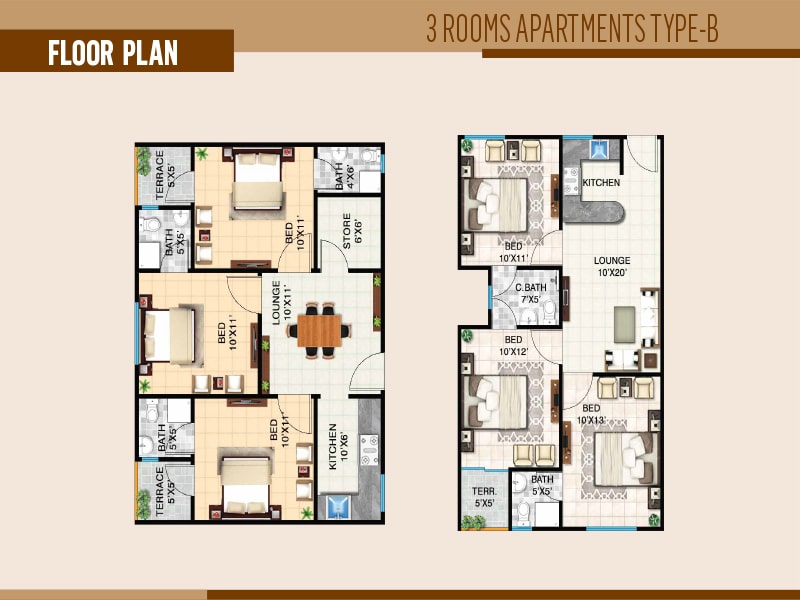 3 ROOMS APARTMENTS TYPE-B
FLOOR PLAN
TERRACE
5'X5'
BATH
4'X6'
BATH
5'X5'
BED
10'X11'
STORE
6'X6'
LOUNGE
10'X11'
BED
10'X11'
BATH
5'X5'
BED
10'X11'
KITCHEN
10'X6'
TERRACE
5'X5'
KITCHEN
BED
10'X11'
LOUNGE
10'X20'
C.BATH
7'X5'
BED
10'X12'
BED
10'X13'
TERR.
5'X5'
BATH
5'X5'